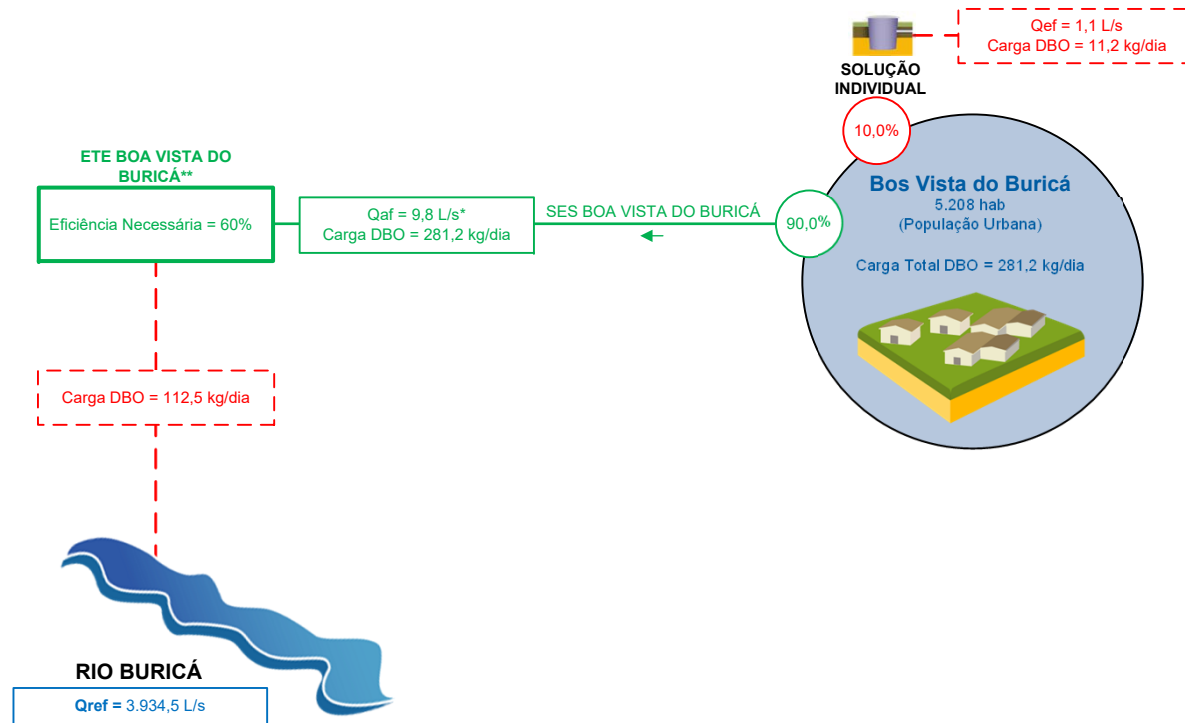 Qef = 1,1 L/s
Carga DBO = 11,2 kg/dia
SOLUÇÃO
INDIVIDUAL
10,0%
ETE BOA VISTA DO
BURICÁ**
Eficiência Necessária = 60%
Qaf = 9,8 L/s*
Carga DBO = 281,2 kg/dia
SES BOA VISTA DO BURICÁ
90,0%
Bos Vista do Buricá
5.208 hab
(População Urbana)
Carga Total DBO = 281,2 kg/dia
Carga DBO = 112,5 kg/dia
RIO BURICÁ
Qref = 3.934,5 L/s